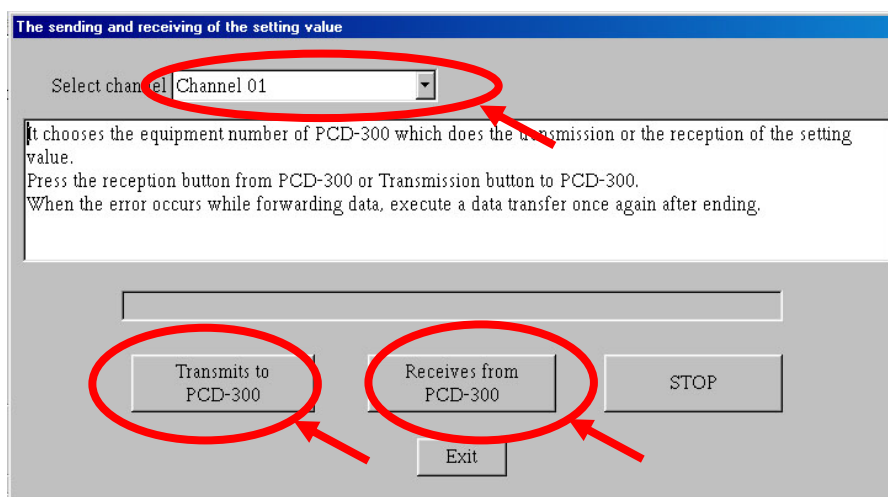 The sending and receiving of the setting value
Select channel Channel 01
It chooses the equipment number of PCD-300 which does the transmission or the reception of the setting
value.
Press the reception button from PCD-300 or Transmission button to PCD-300.
When the error occurs while forwarding data, execute a data transfer once again after ending.
Transmits to
PCD-300
Receives from
PCD-300
STOP
Exit